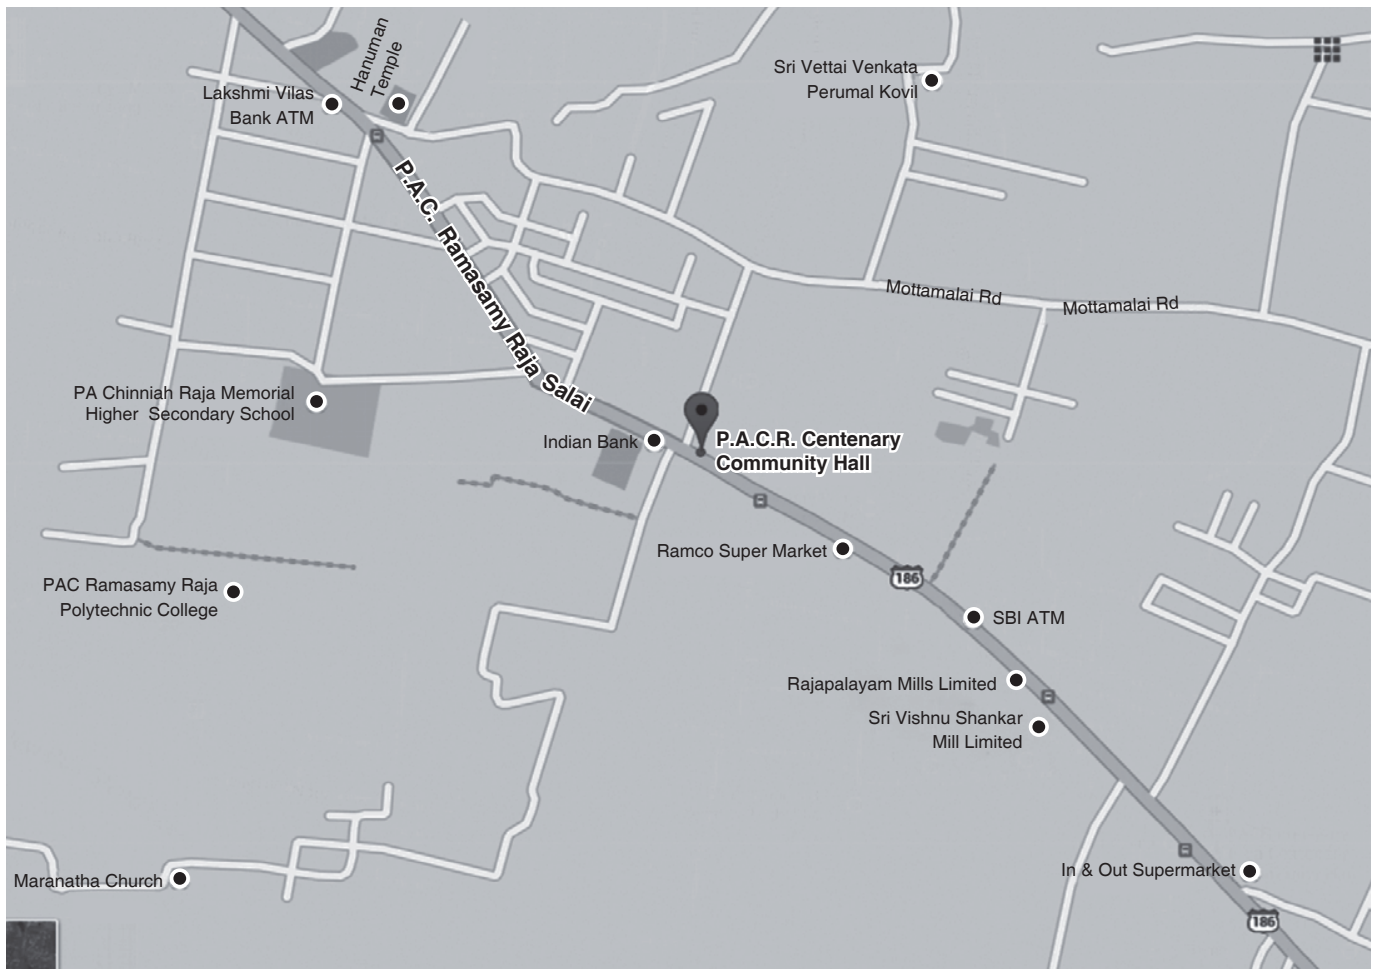 Hanuman
Temple
Sri Vettai Venkata
Perumal Kovil
Lakshmi Vilas
Bank ATM
P.A.C. Ramasamy Raja Salai
Mottamalai Rd
Mottamalai Rd
PA Chinniah Raja Memorial
Higher Secondary School
Indian Bank
P.A.C.R. Centenary
Community Hall
Ramco Super Market
186
PAC Ramasamy Raja
Polytechnic College
SBI ATM
Rajapalayam Mills Limited
Sri Vishnu Shankar
Mill Limited
Maranatha Church
In & Out Supermarket
186